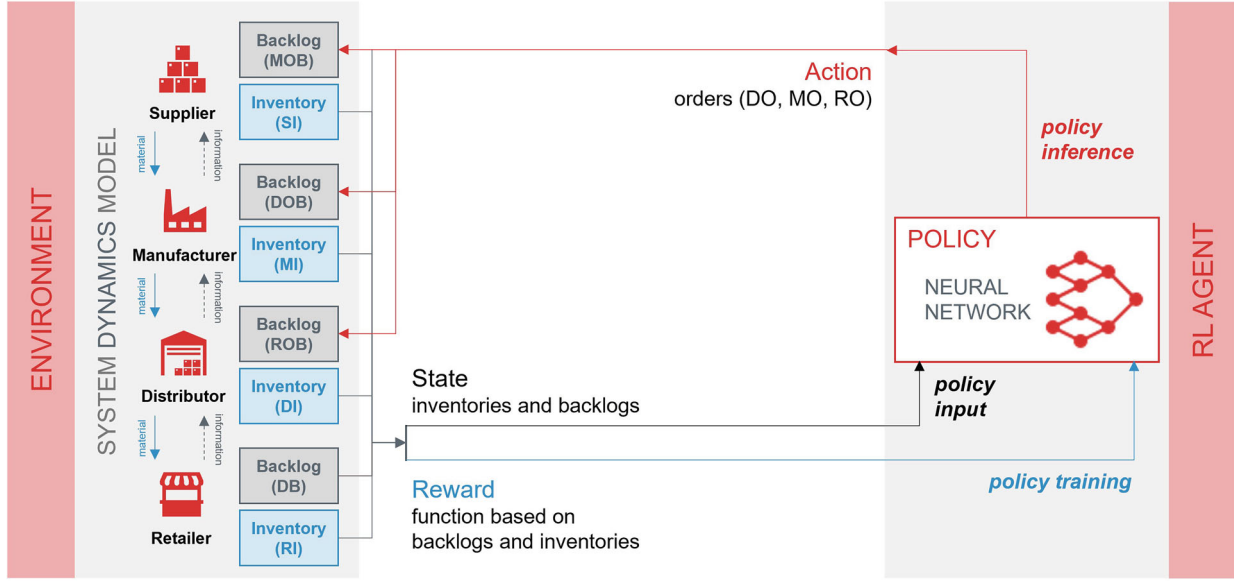 ENVIRONMENT
SYSTEM DYNAMICS MODEL
Supplier
material
information
Manufacturer
material
information
Distributor
material
information
Retailer
Backlog
(MOB)
Inventory
(SI)
Backlog
(DOB)
Inventory
(MI)
Backlog
(ROB)
Inventory
(DI)
Backlog
(DB)
Inventory
(RI)
Action
orders (DO, MO, RO)
State
inventories and backlogs
Reward
function based on
backlogs and inventories
policy
inference
POLICY
NEURAL
NETWORK
policy
input
policy training
RL AGENT